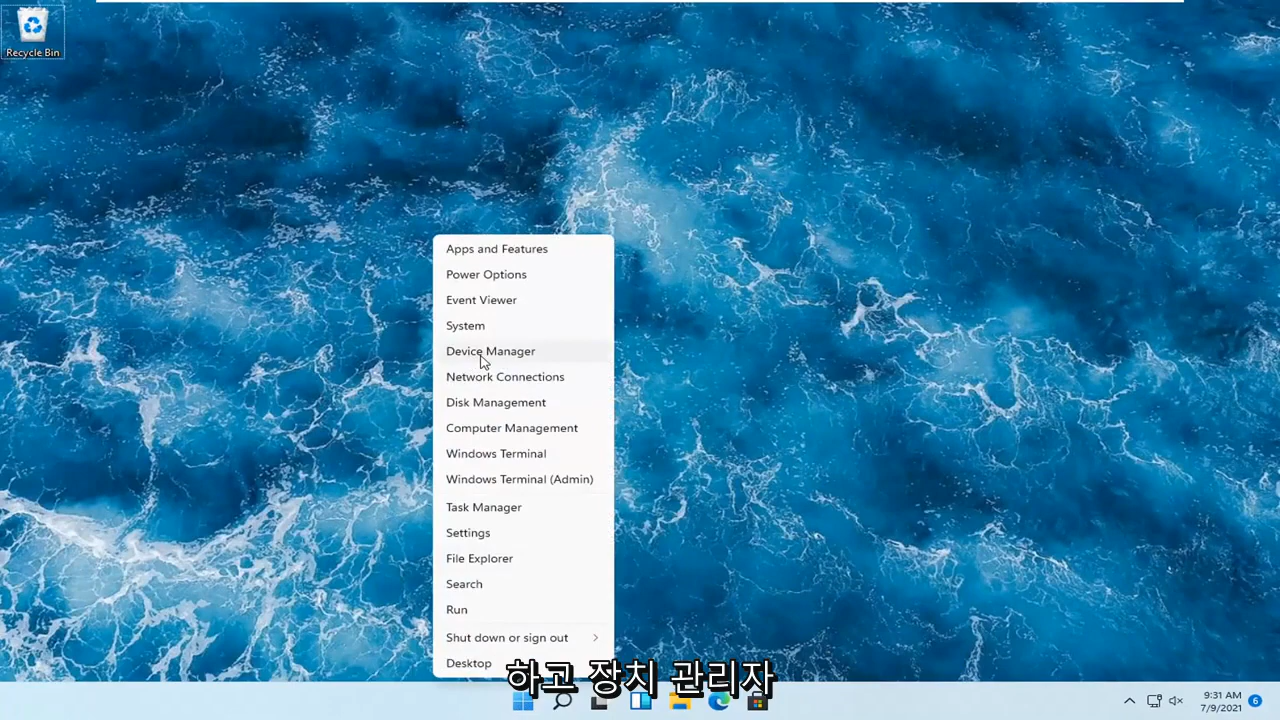 Recycle Bin
Apps and Features
Power Options
Event Viewer
System
Device Manager
Network Connections
Disk Management
Computer Management
Windows Terminal
Windows Terminal (Admin)
Task Manager
Settings
File Explorer
Search
Run
Shut down or sign out
Desktop
하고 장치 관리자
9:31 AM
7/9/2021
6